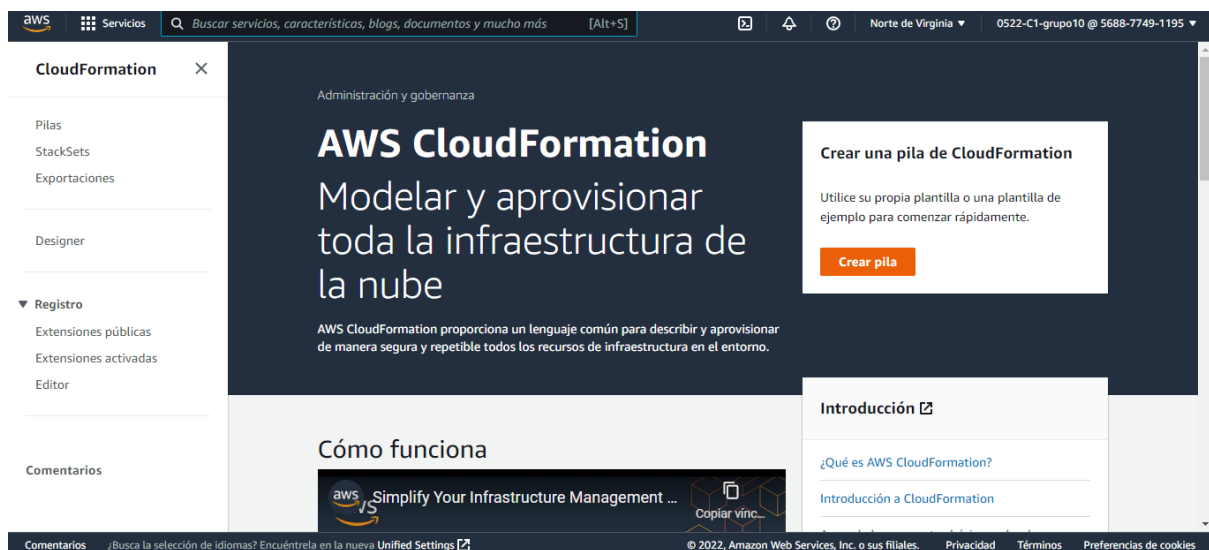 aws
Servicios
Buscar servicios, características, blogs, documentos y mucho más
[Alt+S]
Norte de Virginia ▼
0522-C1-grupo10 @ 5688-7749-1195 ▼
CloudFormation
Pilas
StackSets
Exportaciones
Designer
▼ Registro
Extensiones públicas
Extensiones activadas
Editor
Comentarios
Administración y gobernanza
AWS CloudFormation
Modelar y aprovisionar
toda la infraestructura de
la nube
AWS CloudFormation proporciona un lenguaje común para describir y aprovisionar
de manera segura y repetible todos los recursos de infraestructura en el entorno.
Crear una pila de CloudFormation
Utilice su propia plantilla o una plantilla de
ejemplo para comenzar rápidamente.
Crear pila
Cómo funciona
aws
Simplify Your Infrastructure Management ...
Copiar vínc...
Introducción
¿Qué es AWS CloudFormation?
Introducción a CloudFormation
Comentarios
¿Busca la selección de idiomas? Encuéntrela en la nueva Unified Settings
© 2022, Amazon Web Services, Inc. o sus filiales.
Privacidad
Términos
Preferencias de cookies